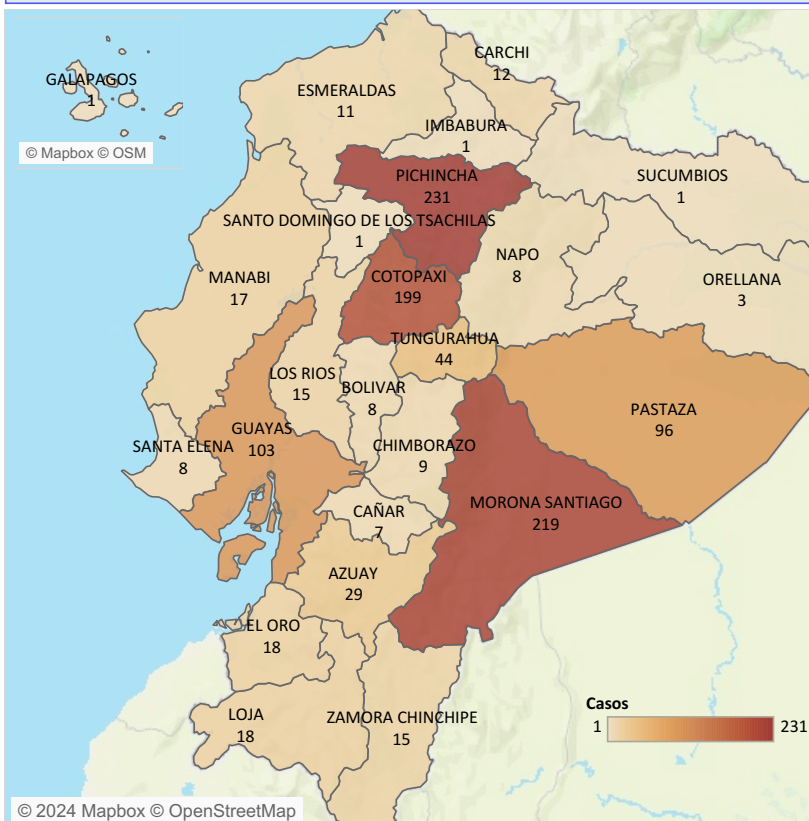 CARCHI
12
GALAPAGOS
1
ESMERALDAS
11
IMBABURA
1
© Mapbox © OSM
PICHINCHA
231
SUCUMBIOS
1
SANTO DOMINGO DE LOS TSACHILAS
1
NAPO
8
MANABI
17
COTOPAXI
199
ORELLANA
3
TUNGURAHUA
44
LOS RIOS
15
BOLIVAR
8
PASTAZA
96
GUAYAS
103
SANTA ELENA
8
CHIMBORAZO
9
MORONA SANTIAGO
219
CAÑAR
7
AZUAY
29
EL ORO
18
LOJA
18
ZAMORA CHINCHIPE
15
Casos
1 231
© 2024 Mapbox © OpenStreetMap